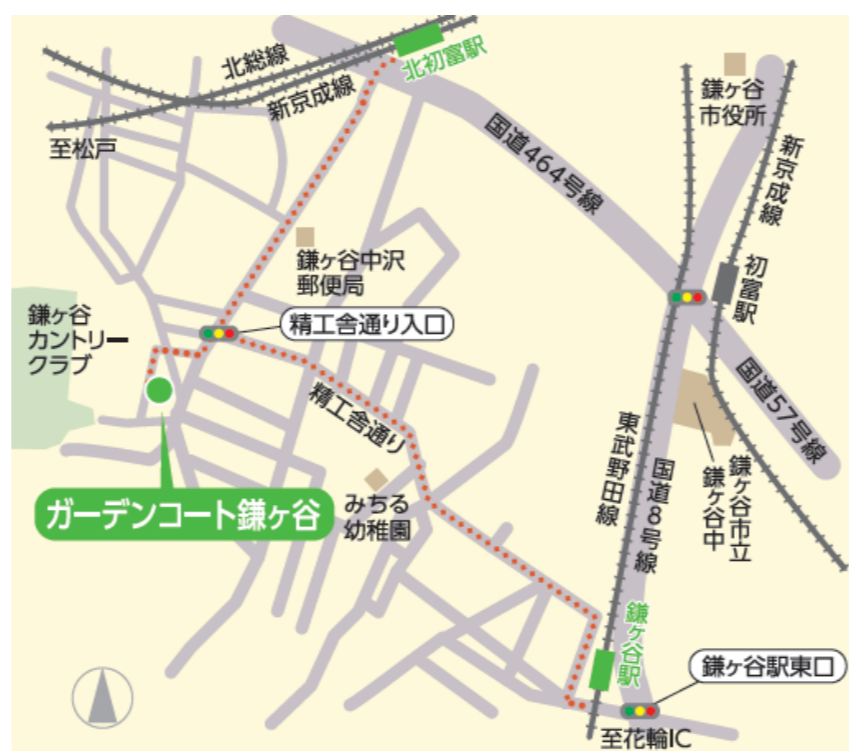 北総線
北初富駅
新京成線
至松戸
国道464号線
鎌ヶ谷
市役所
新京成線
初富駅
鎌ヶ谷中沢
郵便局
鎌ヶ谷
カントリー
クラブ
精工舎通り入口
精工舎通り
国道57号線
東武野田線
国道8号線
鎌ヶ谷市立
鎌ヶ谷中
ガーデンコート鎌ヶ谷
みちる
幼稚園
鎌ヶ谷駅
鎌ヶ谷駅東口
至花輪IC